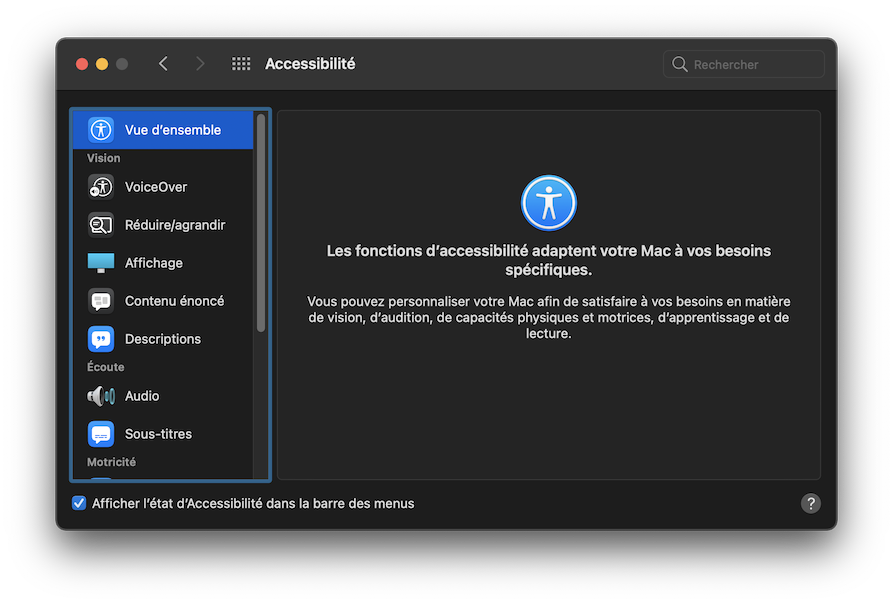 Accessibilité
Rechercher
Vue d’ensemble
Vision
VoiceOver
Réduire/agrandir
Affichage
Contenu énoncé
Descriptions
Écoute
Audio
Sous-titres
Motricité
Les fonctions d’accessibilité adaptent votre Mac à vos besoins
spécifiques.
Vous pouvez personnaliser votre Mac afin de satisfaire à vos besoins en matière
de vision, d’audition, de capacités physiques et motrices, d’apprentissage et de
lecture.
Afficher l’état d’Accessibilité dans la barre des menus
?